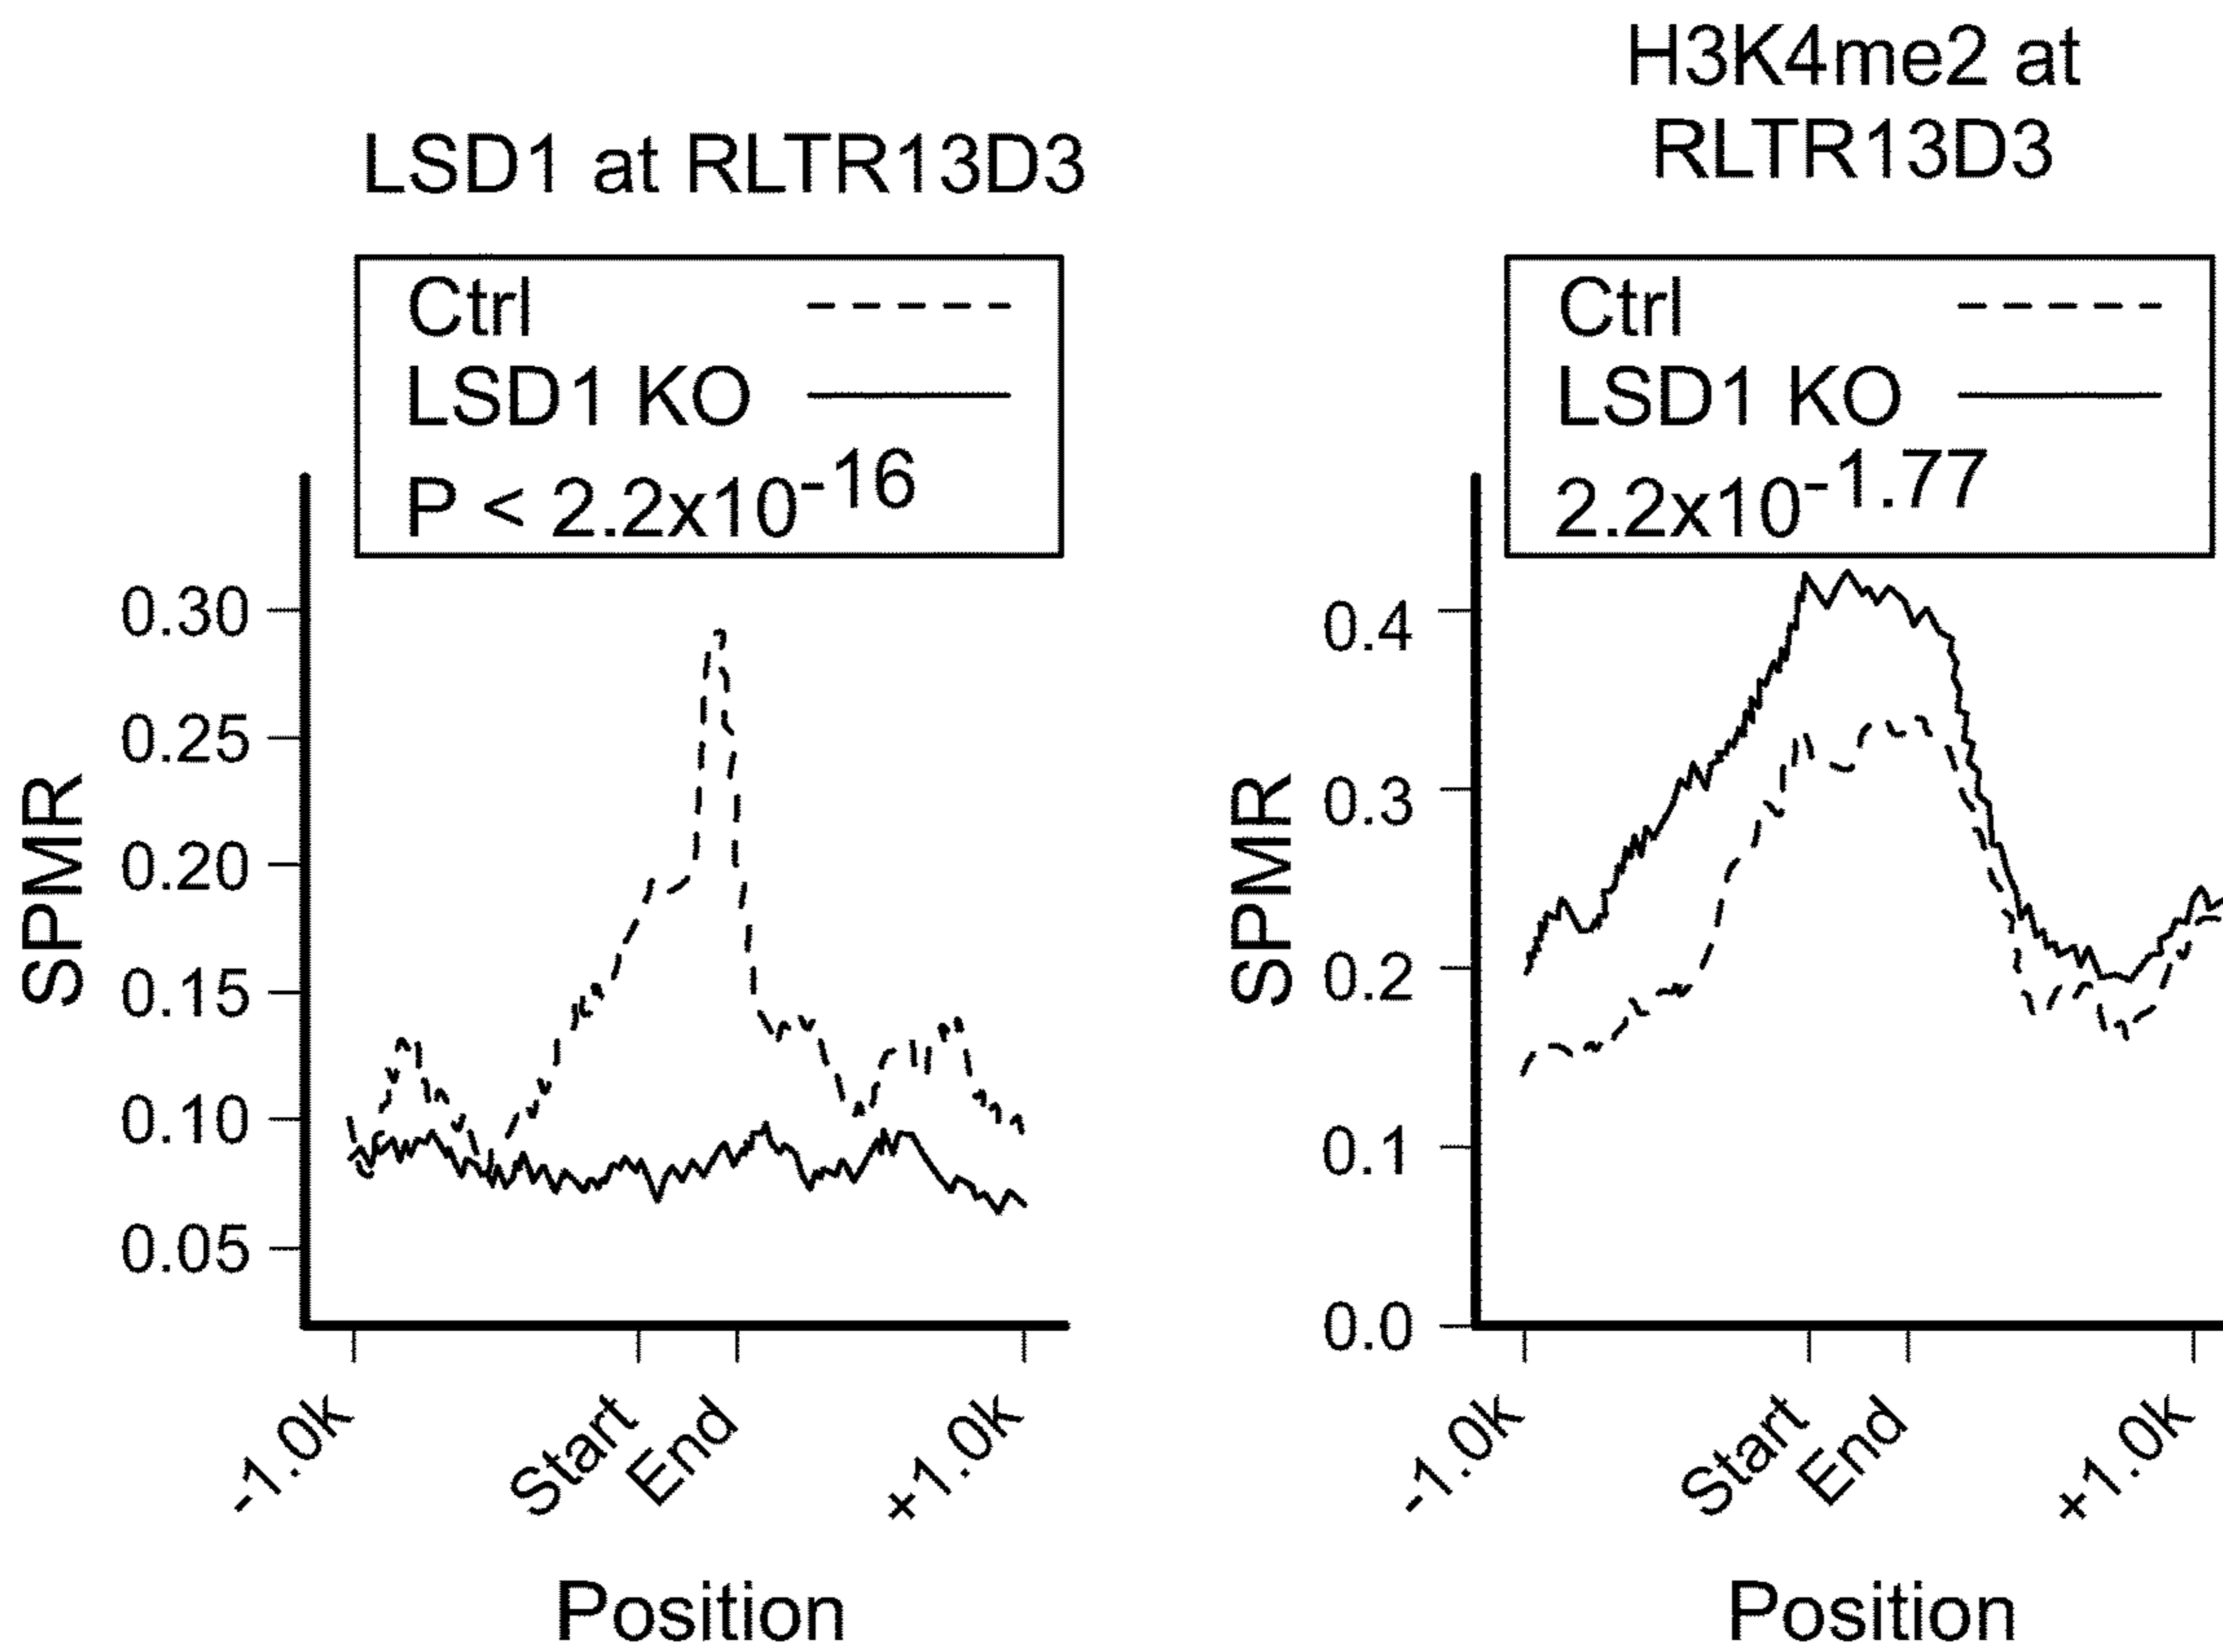 LSD1 at RLTR13D3
Ctrl
LSD1 KO
P < 2.2x10-16
0.30
0.25
0.20
0.15
0.10
0.05
SPMR
-1.0k
Start
End
+1.0k
Position
H3K4me2 at
RLTR13D3
Ctrl
LSD1 KO
2.2x10-1.77
0.4
0.3
0.2
0.1
0.0
SPMR
-1.0k
Start
End
+1.0k
Position